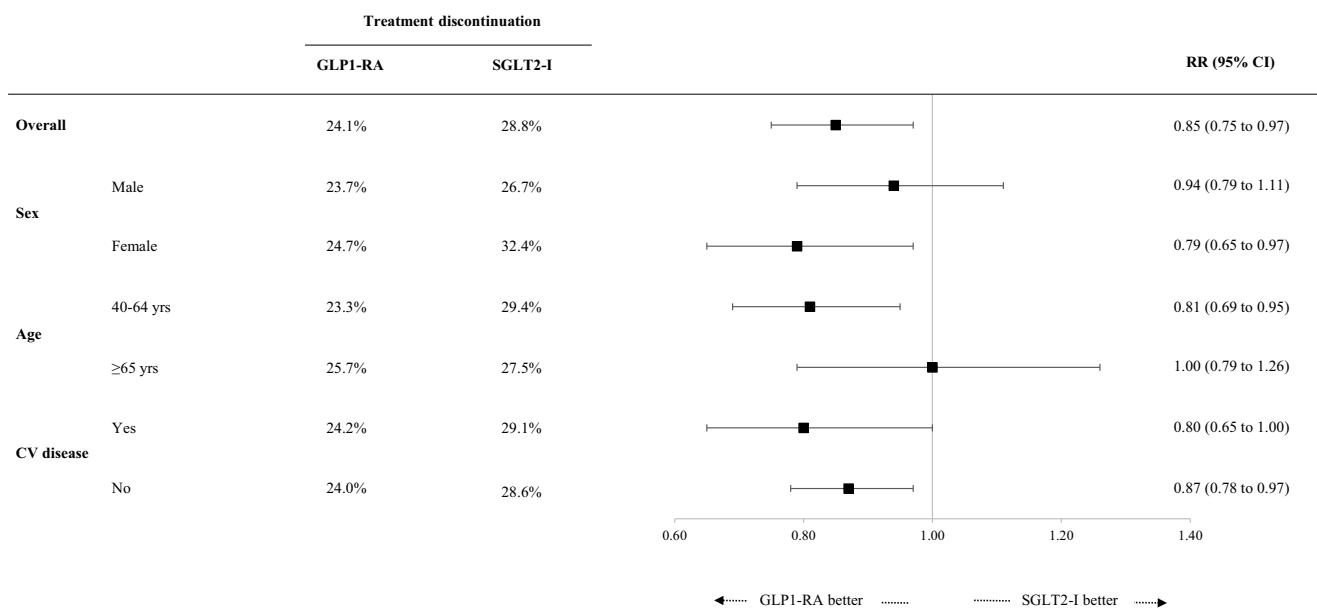 Treatment discontinuation
GLP1-RA SGLT2-I RR (95% CI)
Overall 24.1% 28.8% 0.85 (0.75 to 0.97)
Male 23.7% 26.7% 0.94 (0.79 to 1.11)
Sex
Female 24.7% 32.4% 0.79 (0.65 to 0.97)
40-64 yrs 23.3% 29.4% 0.81 (0.69 to 0.95)
Age
≥65 yrs 25.7% 27.5% 1.00 (0.79 to 1.26)
Yes 24.2% 29.1% 0.80 (0.65 to 1.00)
CV disease
No 24.0% 28.6% 0.87 (0.78 to 0.97)
0.60 0.80 1.00 1.20 1.40
GLP1-RA better SGLT2-I better